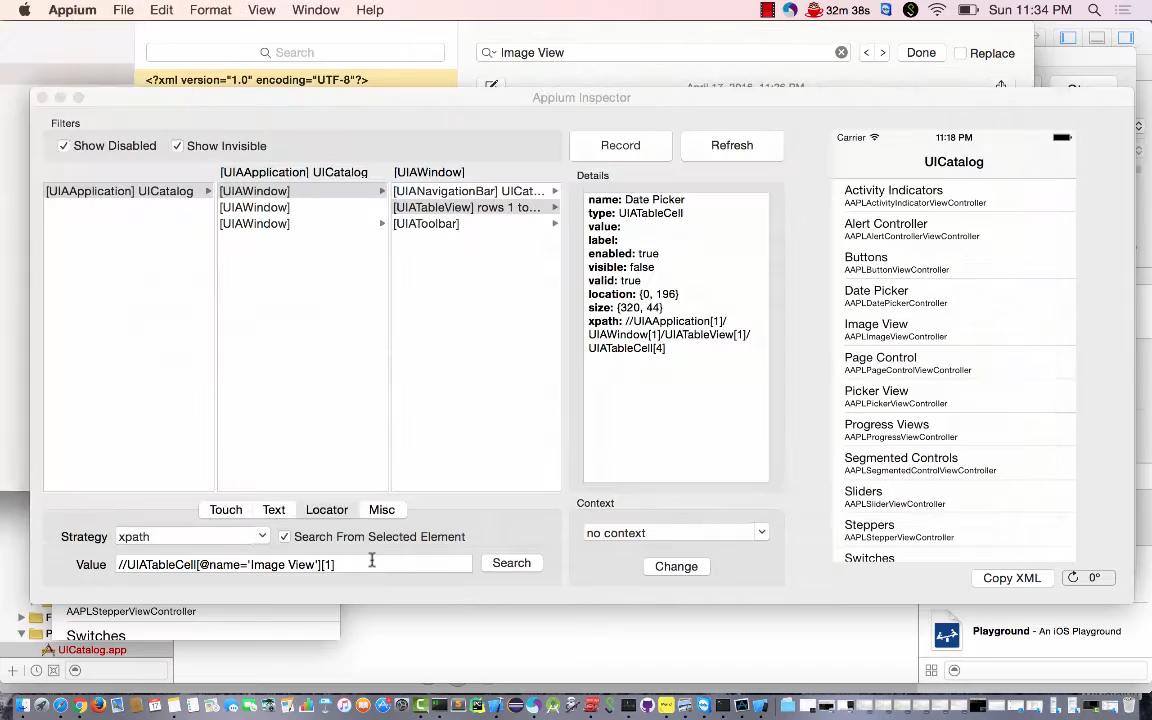 Appium File Edit Format View Window Help
32m 38s
Sun 11:34 PM
Search
Image View
Done
Replace
<?xml version="1.0" encoding="UTF-8"?>
Appium Inspector
Filters
Show Disabled
Show Invisible
Record
Refresh
[UIAApplication] UICatalog
[UIAWindow]
[UIAApplication] UICatalog
[UIAWindow]
[UIAWindow]
[UIAWindow]
[UIANavigationBar] UICat...
[UIATableView] rows 1 to...
[UIAToolbar]
Details
name: Date Picker
type: UIATableCell
value:
label:
enabled: true
visible: false
valid: true
location: {0, 196}
size: {320, 44}
xpath: //UIAApplication[1]/
UIAWindow[1]/UIATableView[1]/
UIATableCell[4]
Carrier
11:18 PM
UICatalog
Activity Indicators
AAPLActivityIndicatorViewController
Alert Controller
AAPLAlertControllerViewController
Buttons
AAPLButtonViewController
Date Picker
AAPLDatePickerController
Image View
AAPLImageViewController
Page Control
AAPLPageControlViewController
Picker View
AAPLPickerViewController
Progress Views
AAPLProgressViewController
Segmented Controls
AAPLSegmentedControlViewController
Sliders
AAPLSliderViewController
Steppers
AAPLStepperViewController
Switches
Touch
Text
Locator
Misc
Strategy
xpath
Search From Selected Element
Value
//UIATableCell[@name='Image View'][1]
Search
Context
no context
Change
Copy XML
0°
AAPLStepperViewController
Switches
UICatalog.app
Playground - An iOS Playground